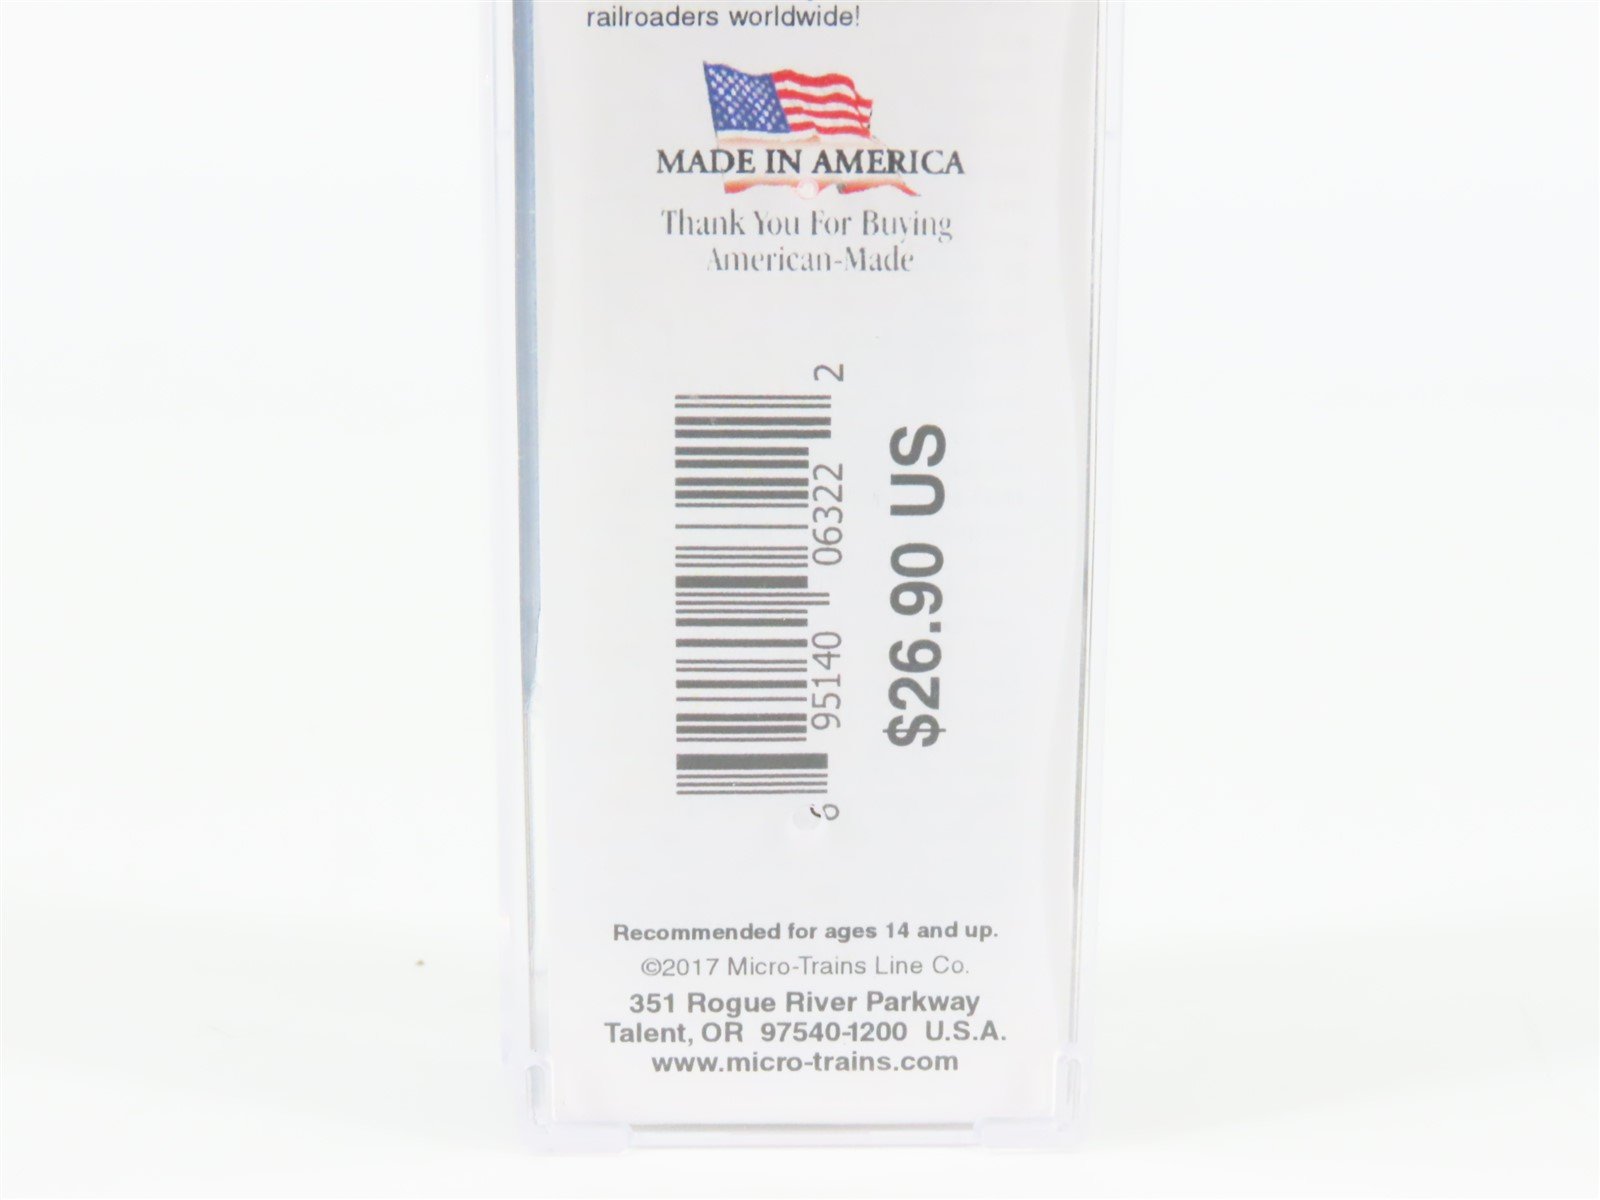 railroaders worldwide!
MADE IN AMERICA
Thank You For Buying
American-Made
6 95140 06322 2
$26.90 US
Recommended for ages 14 and up.
©2017 Micro-Trains Line Co.
351 Rogue River Parkway
Talent, OR 97540-1200 U.S.A.
www.micro-trains.com